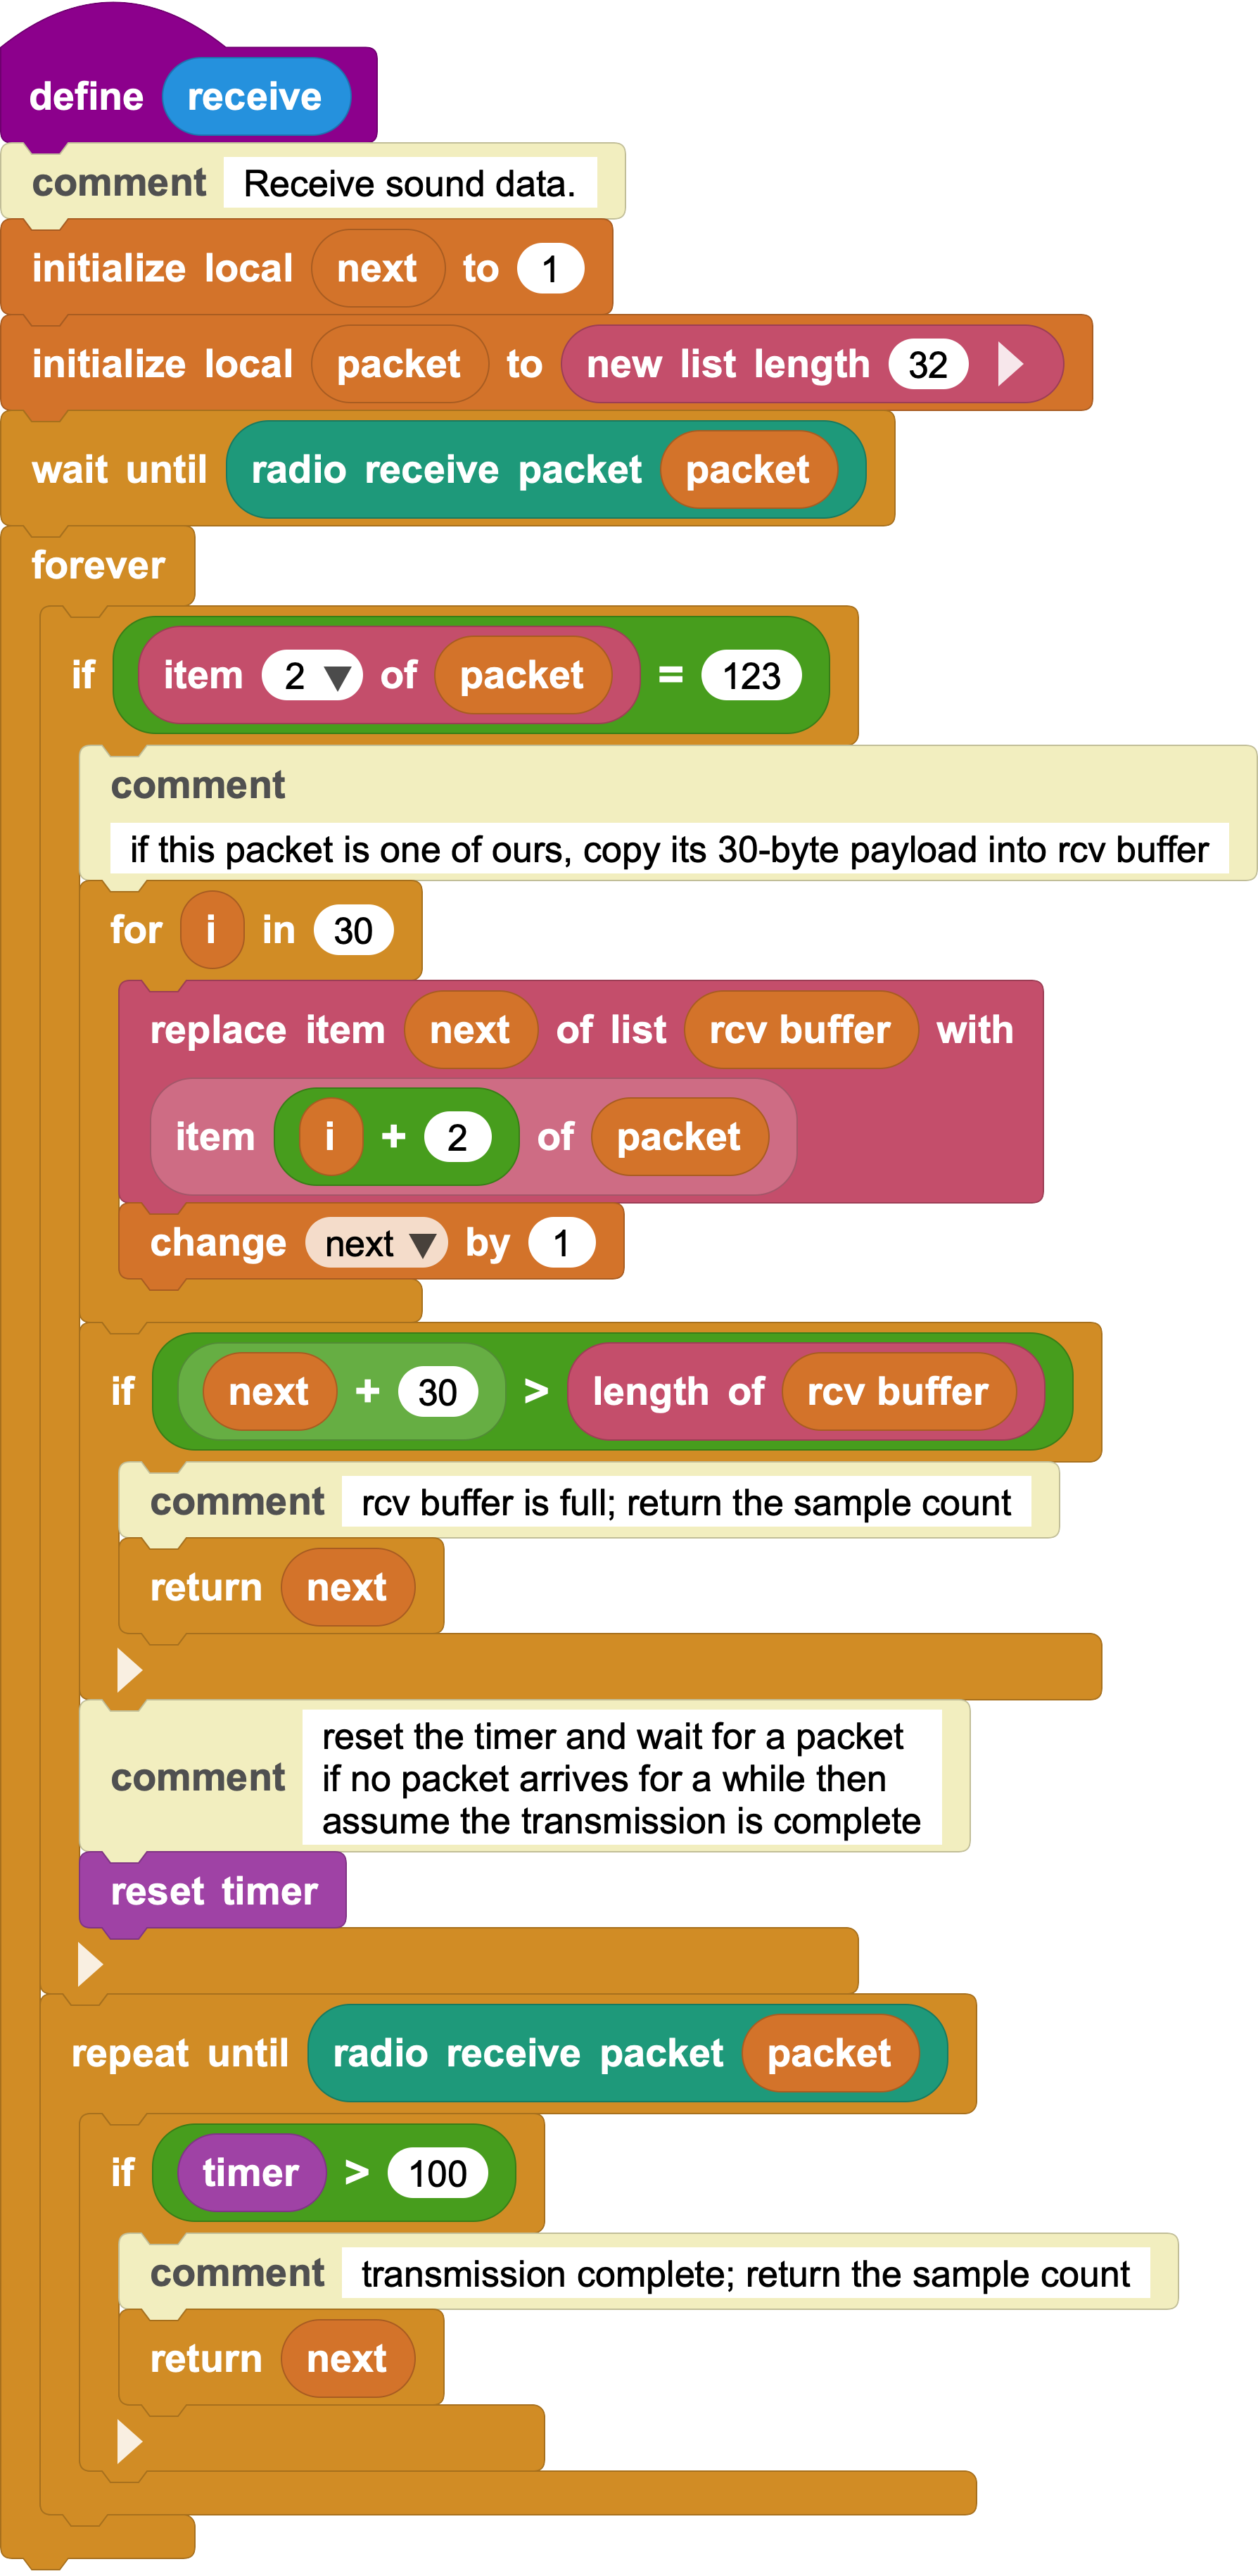 define receive
comment Receive sound data.
initialize local next to 1
initialize local packet to new list length 32
wait until radio receive packet packet
forever
if item 2 of packet = 123
comment
if this packet is one of ours, copy its 30-byte payload into rcv buffer
for i in 30
replace item next of list rcv buffer with
item i + 2 of packet
change next by 1
if next + 30 > length of rcv buffer
comment rcv buffer is full; return the sample count
return next
comment
reset the timer and wait for a packet
if no packet arrives for a while then
assume the transmission is complete
reset timer
repeat until radio receive packet packet
if timer > 100
comment transmission complete; return the sample count
return next